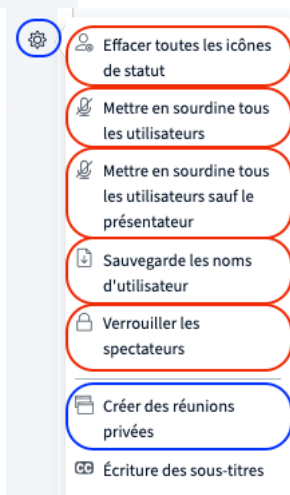 Effacer toutes les icônes
de statut
Mettre en sourdine tous
les utilisateurs
Mettre en sourdine tous
les utilisateurs sauf le
présentateur
Sauvegarde les noms
d'utilisateur
Verrouiller les
spectateurs
Créer des réunions
privées
CC Écriture des sous-titres